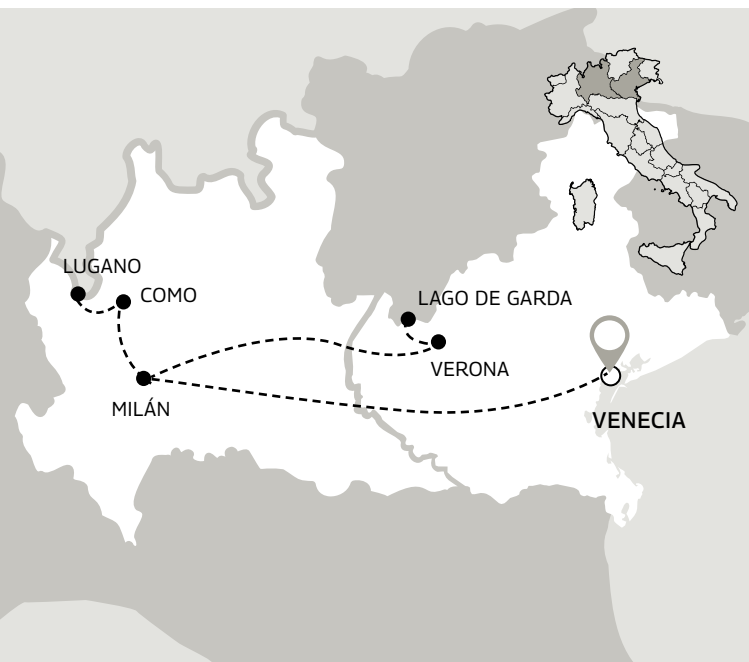 LUGANO
COMO
LAGO DE GARDA
VERONA
MILÁN
VENECIA